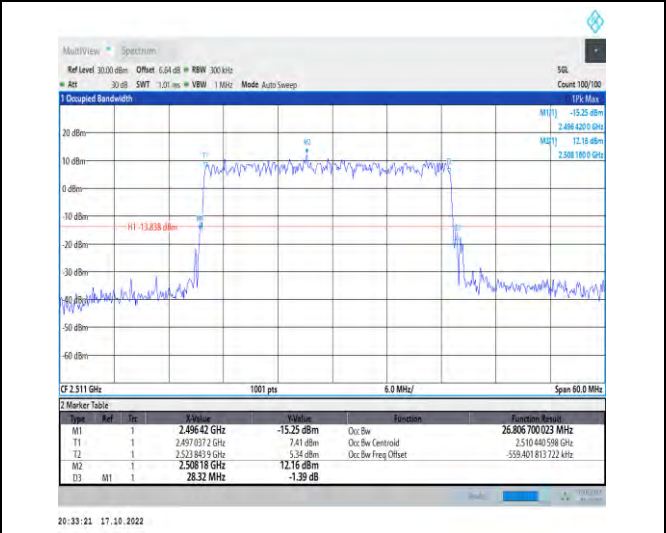 MultiView Spectrum
Ref Level 30.00 dBm Offset 6.64 dB RBW 300 kHz SGL
Att 30 dB SWT 1.01 ms VBW 1 MHz Mode Auto Sweep Count 100/100
1 Occupied Bandwidth 1Pk Max
M1[1] -15.25 dBm
2.496 420 0 GHz
M2[1] 12.16 dBm
2.508 180 0 GHz
20 dBm
M2
T1
10 dBm
0 dBm
-10 dBm
H1 -13.838 dBm
-20 dBm
-30 dBm
-40 dBm
-50 dBm
-60 dBm
CF 2.511 GHz 1001 pts 6.0 MHz/ Span 60.0 MHz
2 Marker Table
Type Ref Trc X-Value Y-Value Function Function Result
M1 1 2.496 42 GHz -15.25 dBm Occ Bw 26.806 700 023 MHz
T1 1 2.497 037 2 GHz 7.41 dBm Occ Bw Centroid 2.510 440 598 GHz
T2 1 2.523 843 9 GHz 5.34 dBm Occ Bw Freq Offset -559.401 813 722 kHz
M2 1 2.508 18 GHz 12.16 dBm
D3 M1 1 28.32 MHz -1.39 dB
20:33:21 17.10.2022